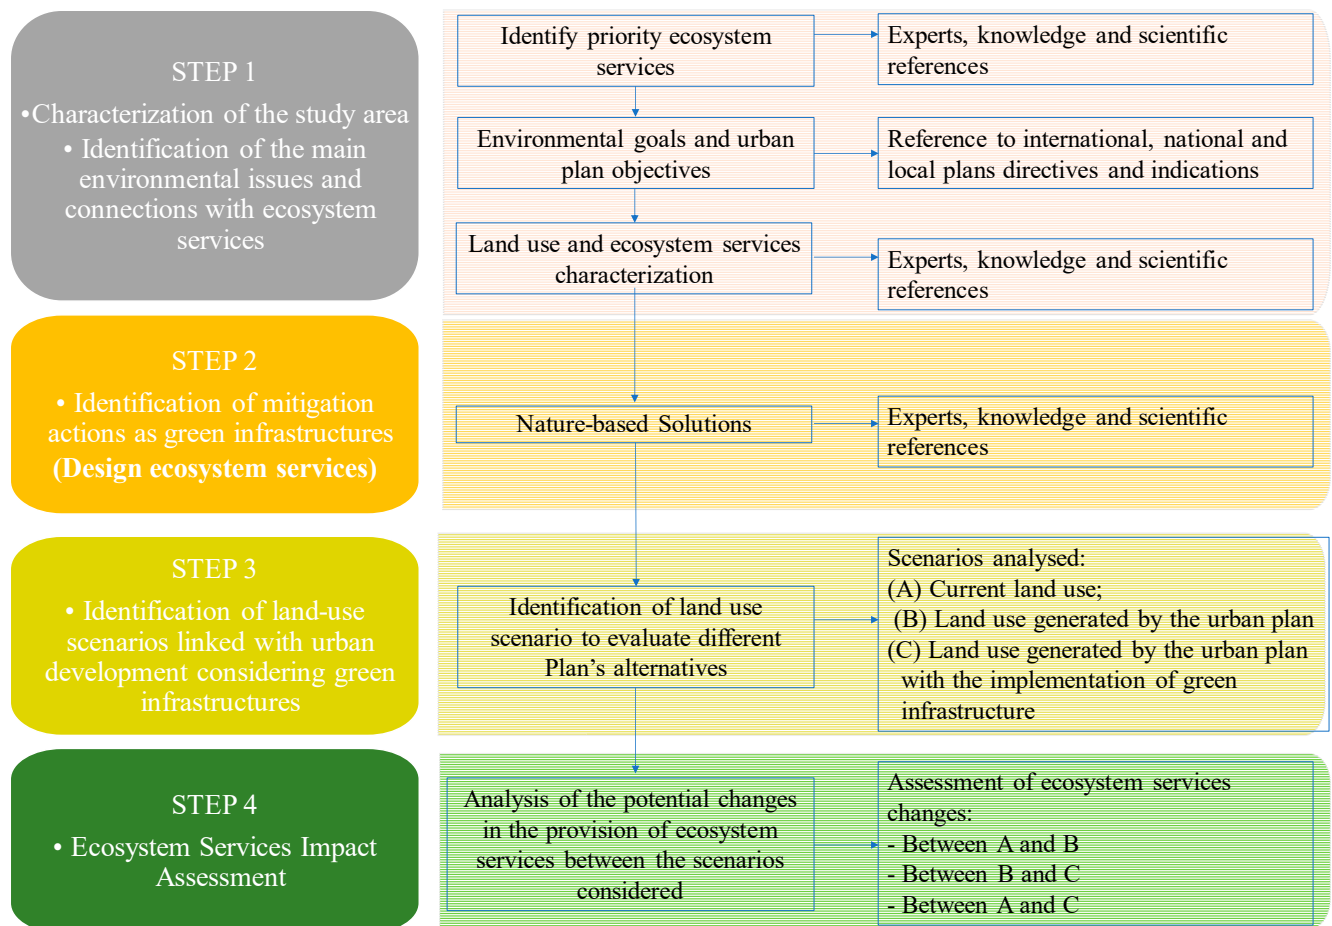 STEP 1
•Characterization of the study area
• Identification of the main
environmental issues and
connections with ecosystem
services
Identify priority ecosystem
services
Experts, knowledge and scientific
references
Environmental goals and urban
plan objectives
Reference to international, national and
local plans directives and indications
Land use and ecosystem services
characterization
Experts, knowledge and scientific
references
STEP 2
• Identification of mitigation
actions as green infrastructures
(Design ecosystem services)
Nature-based Solutions
Experts, knowledge and scientific
references
STEP 3
• Identification of land-use
scenarios linked with urban
development considering green
infrastructures
Identification of land use
scenario to evaluate different
Plan’s alternatives
Scenarios analysed:
(A) Current land use;
(B) Land use generated by the urban plan
(C) Land use generated by the urban plan
with the implementation of green
infrastructure
STEP 4
• Ecosystem Services Impact
Assessment
Analysis of the potential changes
in the provision of ecosystem
services between the scenarios
considered
Assessment of ecosystem services
changes:
- Between A and B
- Between B and C
- Between A and C